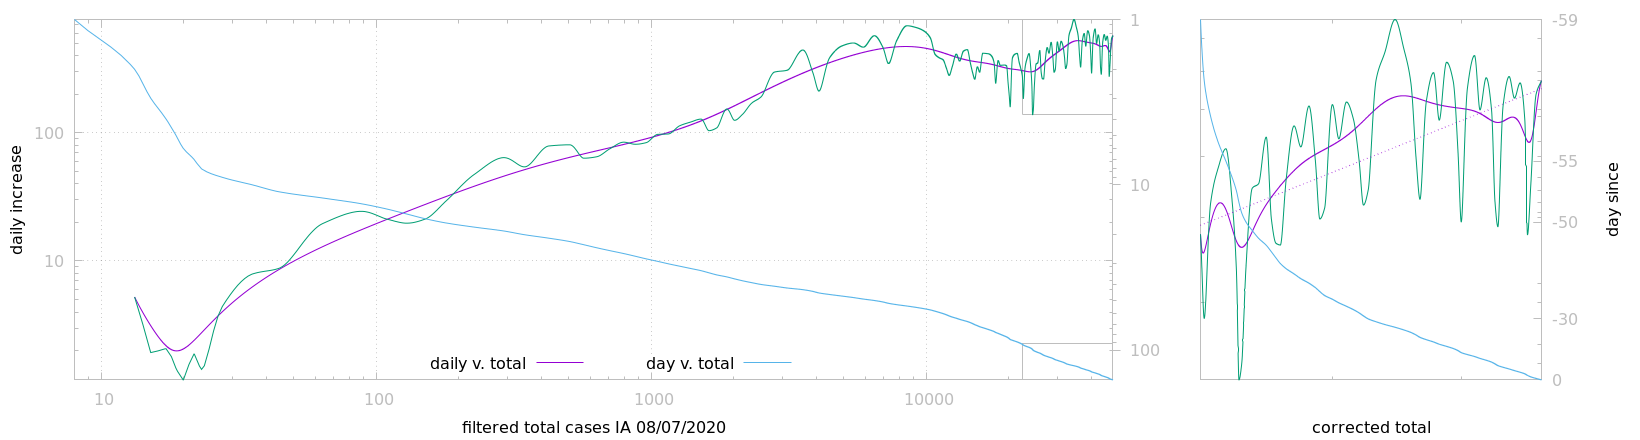 daily increase
100
10
10
100
1000
10000
1
10
100
daily v. total
day v. total
filtered total cases IA 08/07/2020
-59
-55
-50
-30
0
day since
corrected total